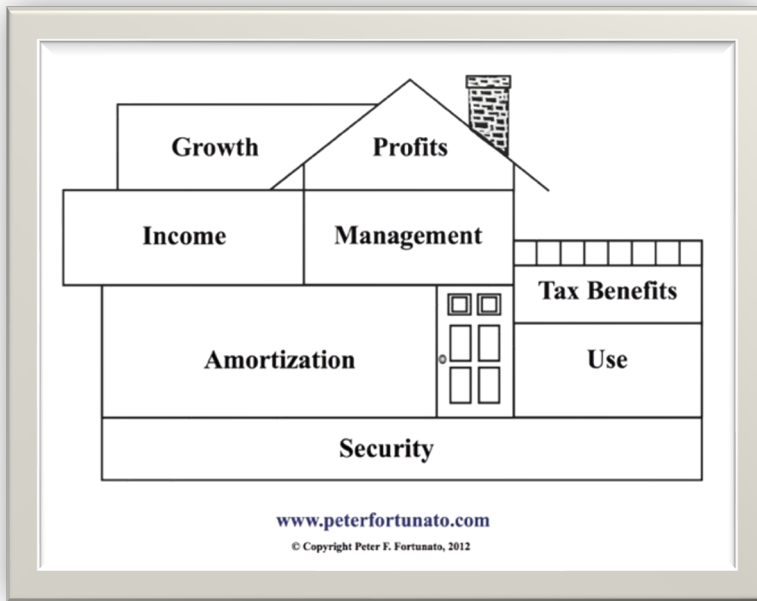 Growth
Profits
Income
Management
Tax Benefits
Amortization
Use
Security
www.peterfortunato.com
© Copyright Peter F. Fortunato, 2012